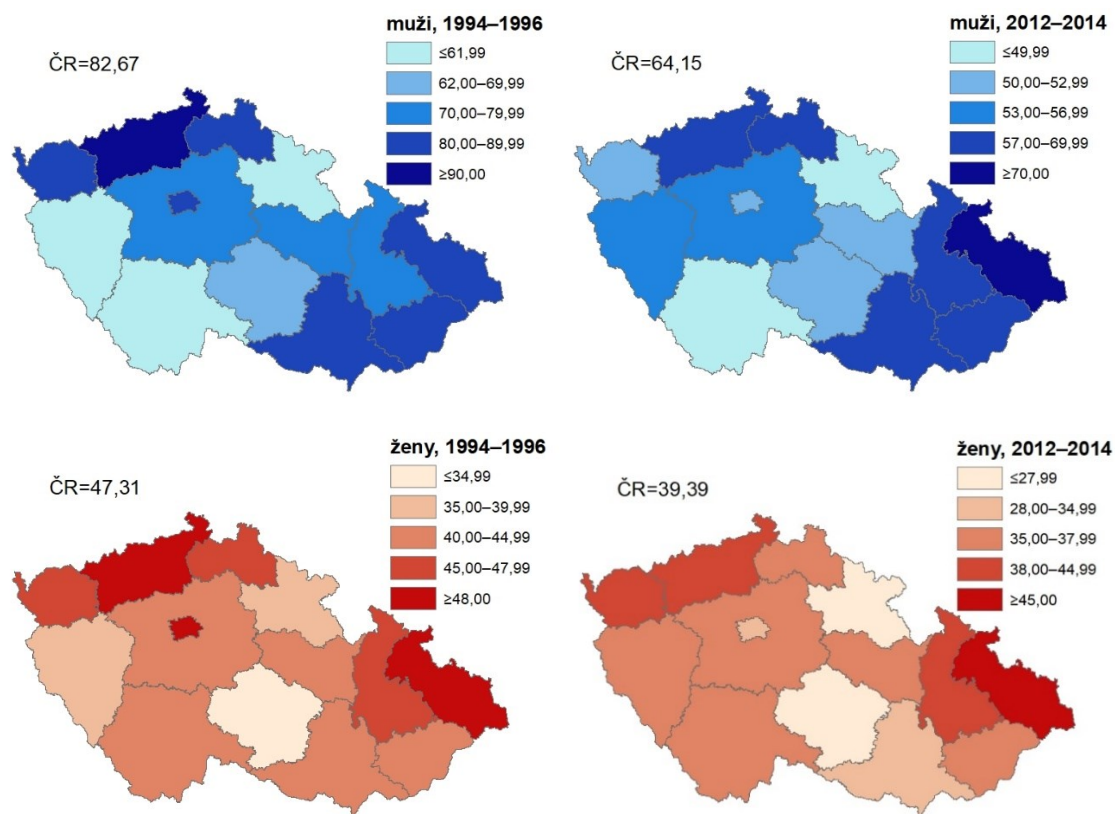 muži, 1994–1996
ČR=82,67
≤61,99
62,00–69,99
70,00–79,99
80,00–89,99
≥90,00
muži, 2012–2014
ČR=64,15
≤49,99
50,00–52,99
53,00–56,99
57,00–69,99
≥70,00
ženy, 1994–1996
ČR=47,31
≤34,99
35,00–39,99
40,00–44,99
45,00–47,99
≥48,00
ženy, 2012–2014
ČR=39,39
≤27,99
28,00–34,99
35,00–37,99
38,00–44,99
≥45,00